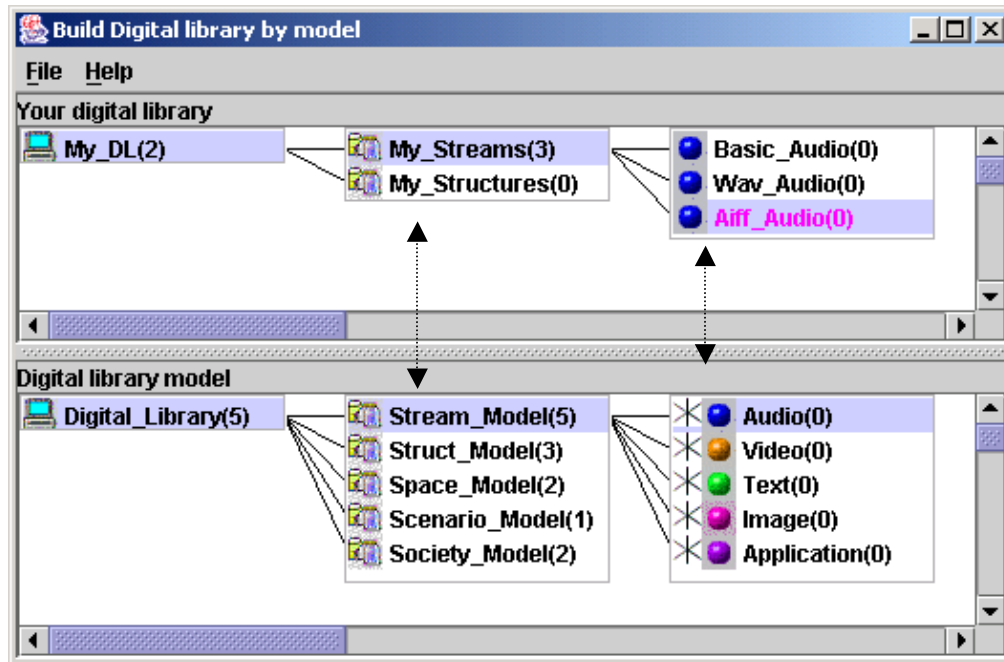 Build Digital library by model
File Help
Your digital library
My_DL(2)
My_Streams(3)
My_Structures(0)
Basic_Audio(0)
Wav_Audio(0)
Aiff_Audio(0)
Digital library model
Digital_Library(5)
Stream_Model(5)
Struct_Model(3)
Space_Model(2)
Scenario_Model(1)
Society_Model(2)
Audio(0)
Video(0)
Text(0)
Image(0)
Application(0)